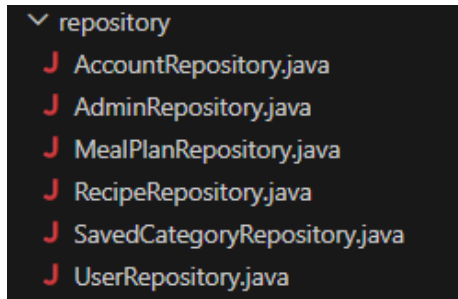 repository
J AccountRepository.java
J AdminRepository.java
J MealPlanRepository.java
J RecipeRepository.java
J SavedCategoryRepository.java
J UserRepository.java